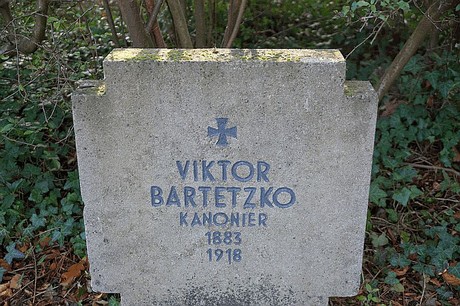 VIKTOR
BARTETZKO
KANONIER
1883
1918